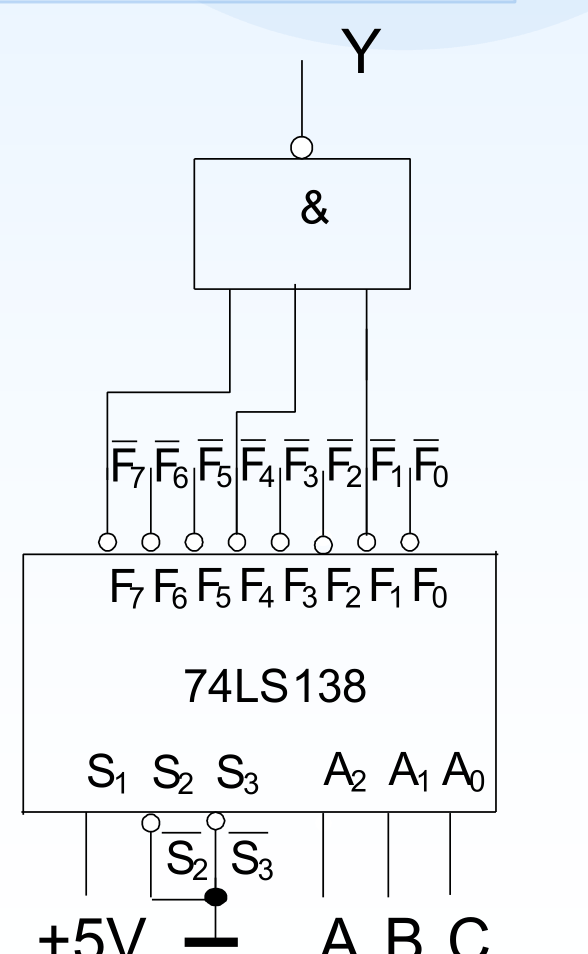 Y
&
F̅₇ F̅₆ F̅₅ F̅₄ F̅₃ F̅₂ F̅₁ F̅₀
F₇ F₆ F₅ F₄ F₃ F₂ F₁ F₀
74LS138
S₁ S₂ S₃ A₂ A₁ A₀
S̅₂ S̅₃
+5V A B C